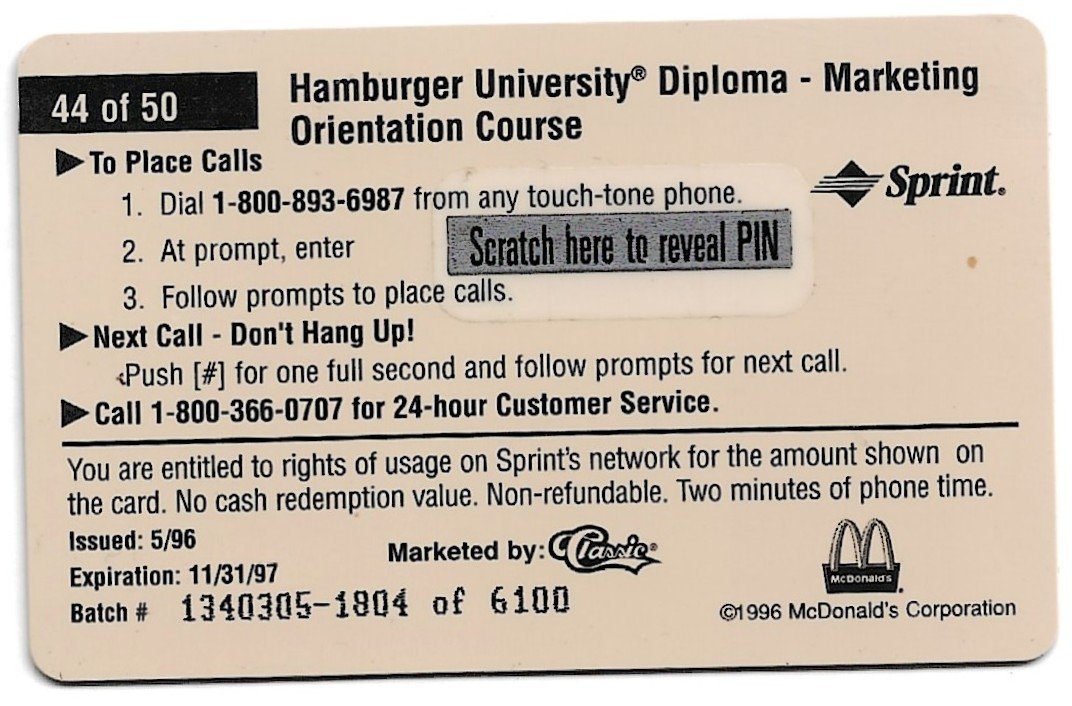 44 of 50
Hamburger University® Diploma - Marketing
Orientation Course
▶To Place Calls
1. Dial 1-800-893-6987 from any touch-tone phone.
Sprint.
2. At prompt, enter
Scratch here to reveal PIN
3. Follow prompts to place calls.
▶Next Call - Don't Hang Up!
Push [#] for one full second and follow prompts for next call.
▶Call 1-800-366-0707 for 24-hour Customer Service.
You are entitled to rights of usage on Sprint's network for the amount shown on
the card. No cash redemption value. Non-refundable. Two minutes of phone time.
Issued: 5/96
Marketed by: Classic®
Expiration: 11/31/97
McDonald's
Batch # 1340305-1804 of 6100
©1996 McDonald's Corporation